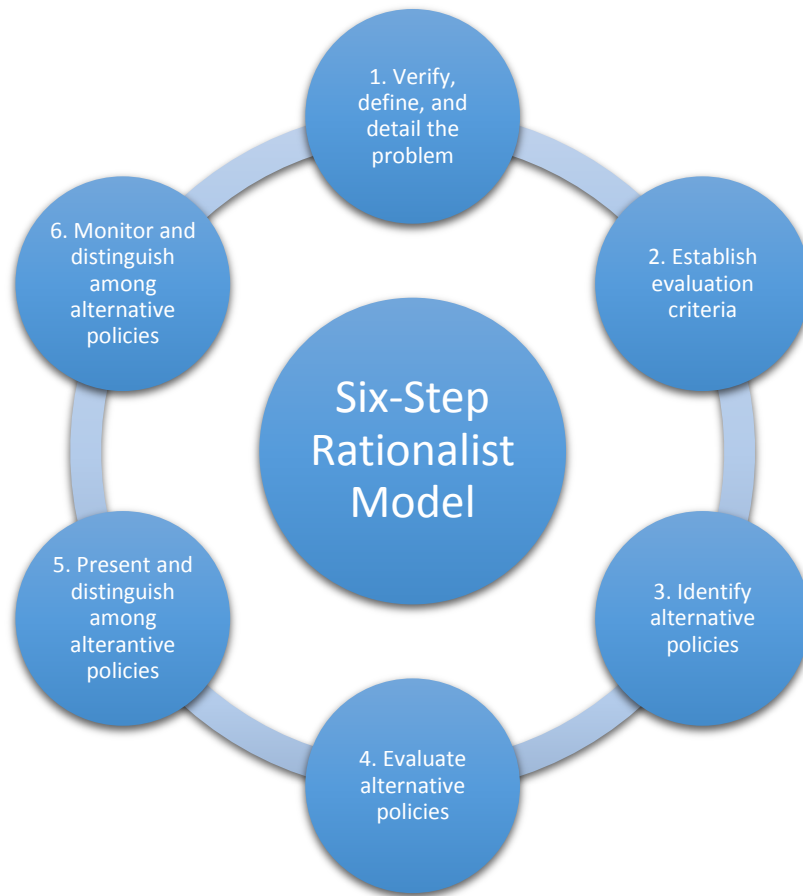 1. Verify,
define, and
detail the
problem
2. Establish
evaluation
criteria
3. Identify
alternative
policies
4. Evaluate
alternative
policies
5. Present and
distinguish
among
alterantive
policies
6. Monitor and
distinguish
among
alternative
policies
Six-Step
Rationalist
Model